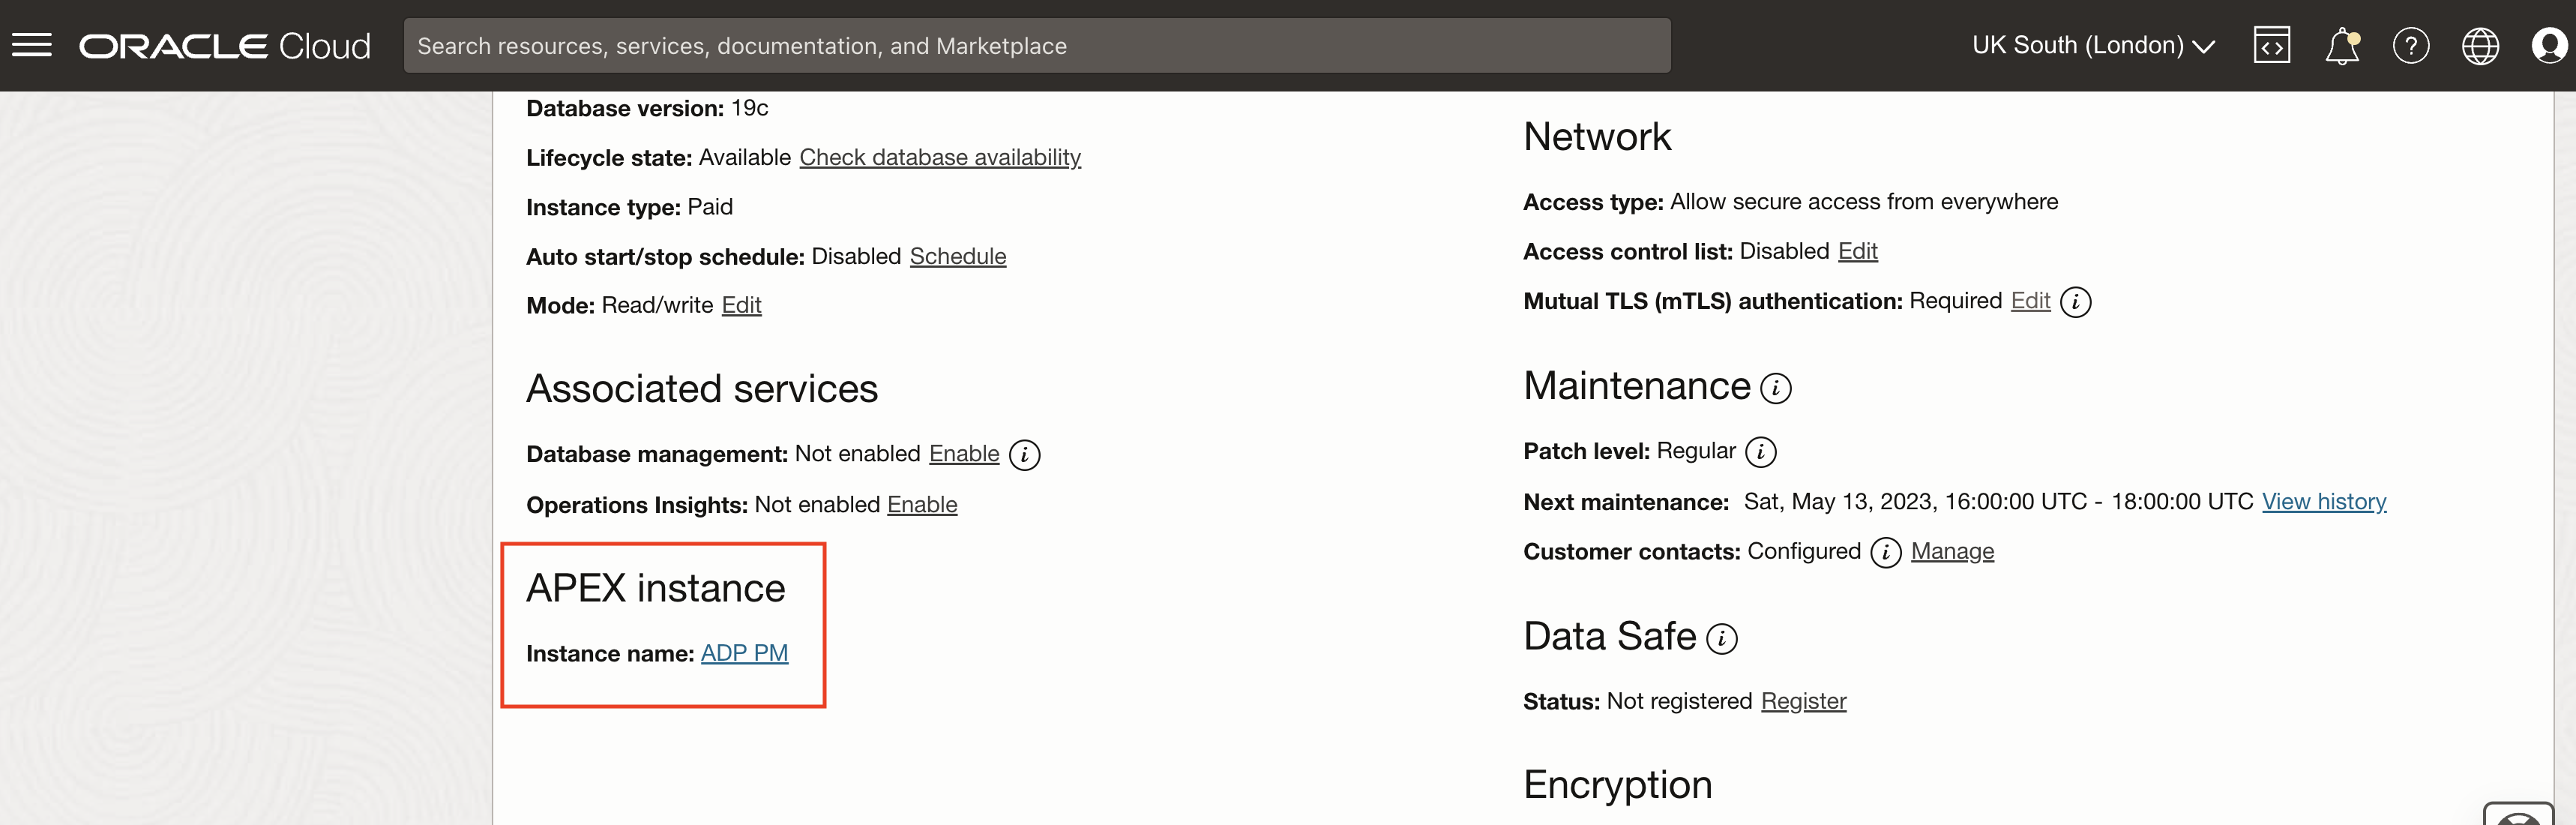 ORACLE Cloud
Search resources, services, documentation, and Marketplace
UK South (London)
Database version: 19c
Lifecycle state: Available Check database availability
Instance type: Paid
Auto start/stop schedule: Disabled Schedule
Mode: Read/write Edit
Associated services
Database management: Not enabled Enable
Operations Insights: Not enabled Enable
APEX instance
Instance name: ADP PM
Network
Access type: Allow secure access from everywhere
Access control list: Disabled Edit
Mutual TLS (mTLS) authentication: Required Edit
Maintenance
Patch level: Regular
Next maintenance: Sat, May 13, 2023, 16:00:00 UTC - 18:00:00 UTC View history
Customer contacts: Configured Manage
Data Safe
Status: Not registered Register
Encryption